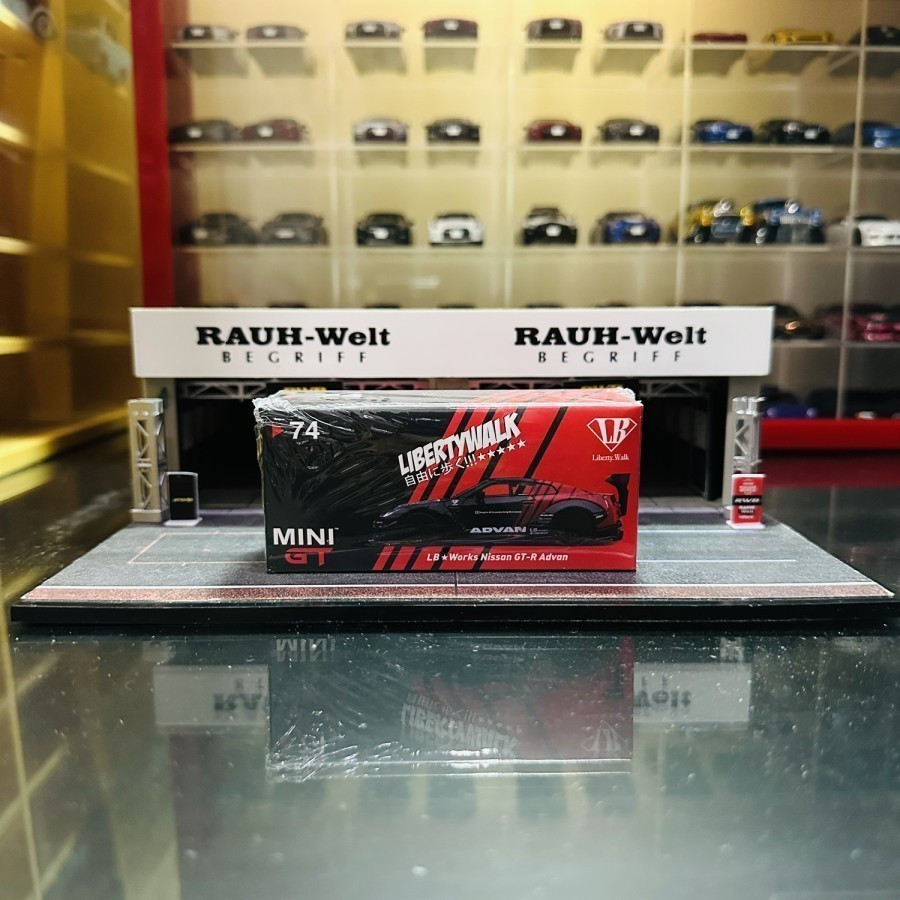 RAUH-Welt
BEGRIFF
RAUH-Welt
BEGRIFF
74
LIBERTYWALK
自由に歩く!!!★★★★★
LB
Liberty.Walk
ADVAN
MINI
GT
LB★Works Nissan GT-R Advan
RWB